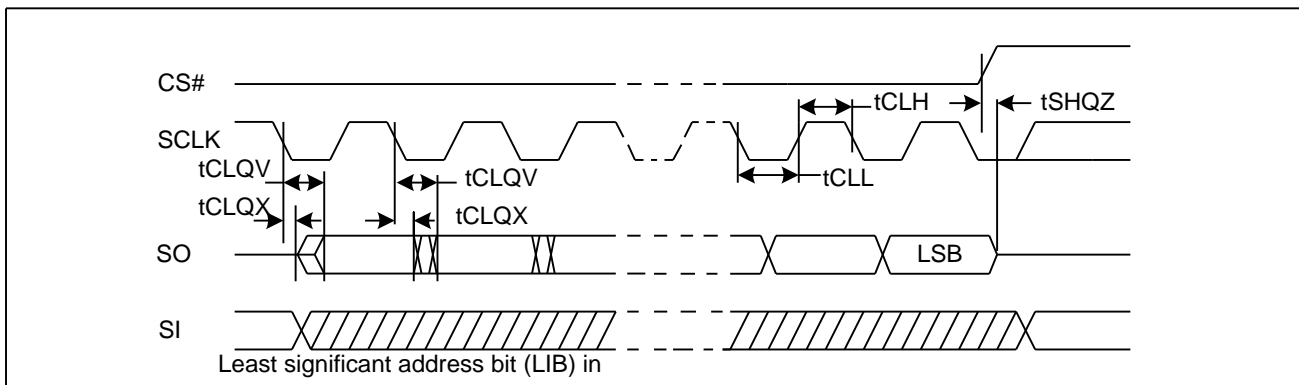 CS#
tCLH
tSHQZ
SCLK
tCLQV
tCLQV
tCLL
tCLQX
tCLQX
SO
LSB
SI
Least significant address bit (LIB) in